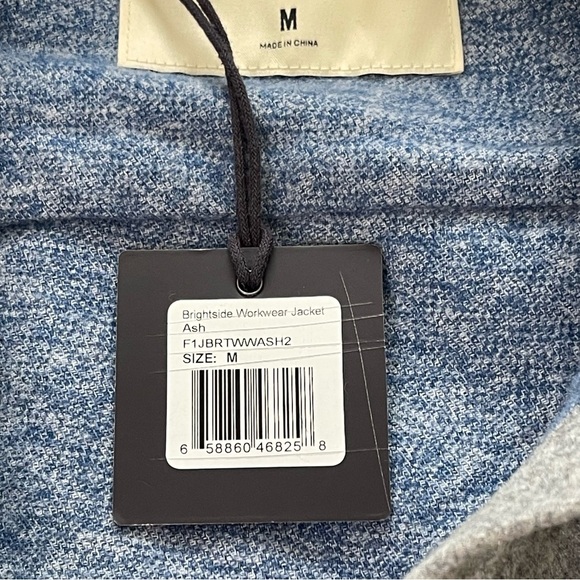 M
MADE IN CHINA
Brightside Workwear Jacket
Ash
F1JBRTWWASH2
SIZE: M
6 58860 46825 8